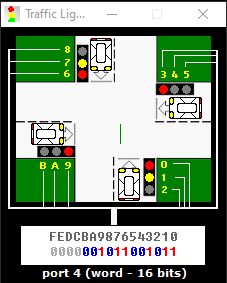 Traffic Lig...
8
7
6
3 4 5
B A 9
0
1
2
FEDCBA9876543210
0000001011001011
port 4 (word - 16 bits)